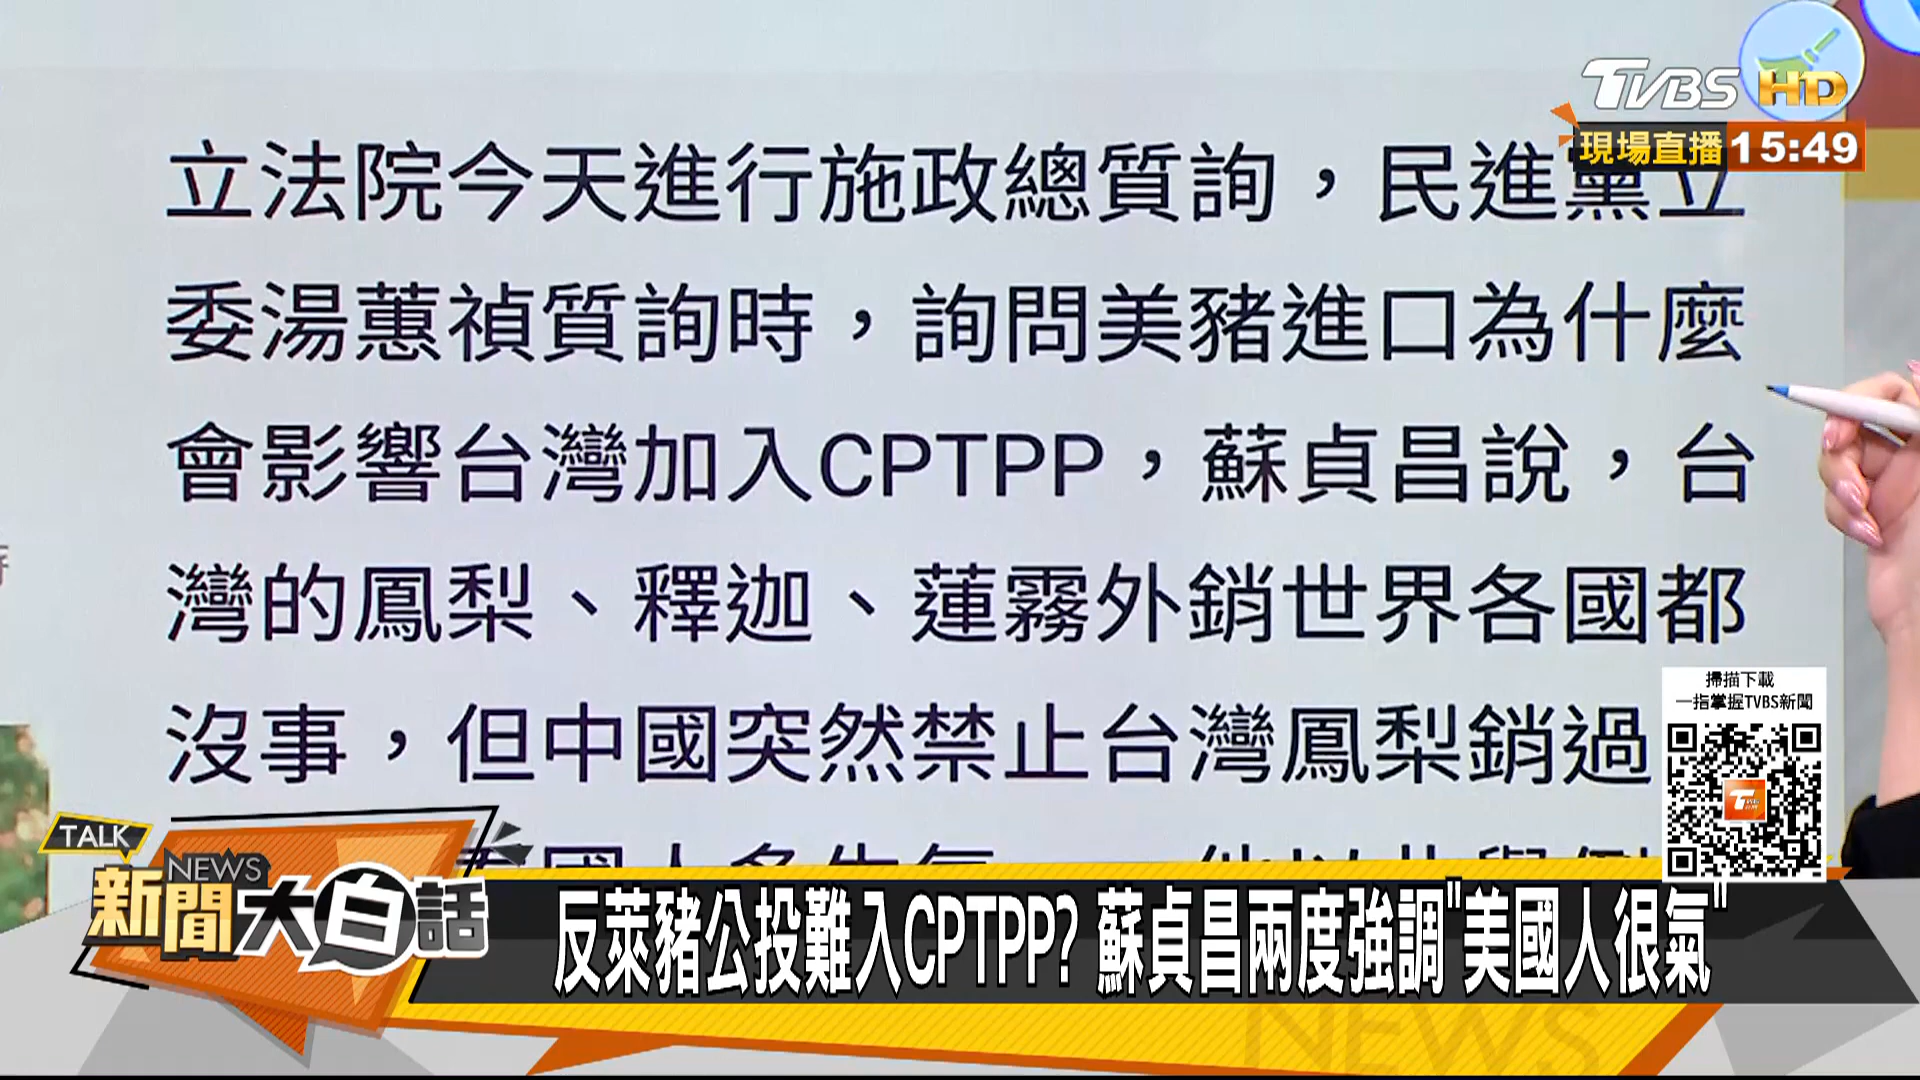 TVBS HD
現場直播 15:49
立法院今天進行施政總質詢，民進黨立
委湯蕙禎質詢時，詢問美豬進口為什麼
會影響台灣加入CPTPP，蘇貞昌說，台
灣的鳳梨、釋迦、蓮霧外銷世界各國都
沒事，但中國突然禁止台灣鳳梨銷過
掃描下載
一指掌握TVBS新聞
TALK
NEWS
新聞大白話
反萊豬公投難入CPTPP? 蘇貞昌兩度強調"美國人很氣"
NEWS